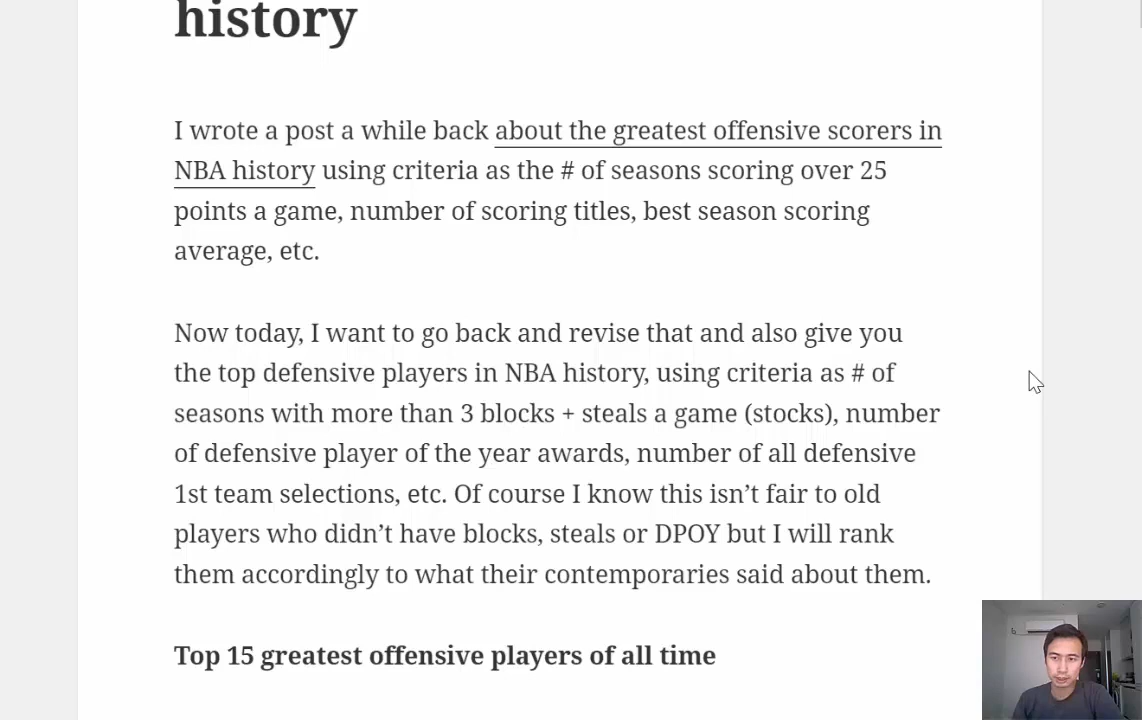 history
I wrote a post a while back about the greatest offensive scorers in
NBA history using criteria as the # of seasons scoring over 25
points a game, number of scoring titles, best season scoring
average, etc.
Now today, I want to go back and revise that and also give you
the top defensive players in NBA history, using criteria as # of
seasons with more than 3 blocks + steals a game (stocks), number
of defensive player of the year awards, number of all defensive
1st team selections, etc. Of course I know this isn’t fair to old
players who didn’t have blocks, steals or DPOY but I will rank
them accordingly to what their contemporaries said about them.
Top 15 greatest offensive players of all time